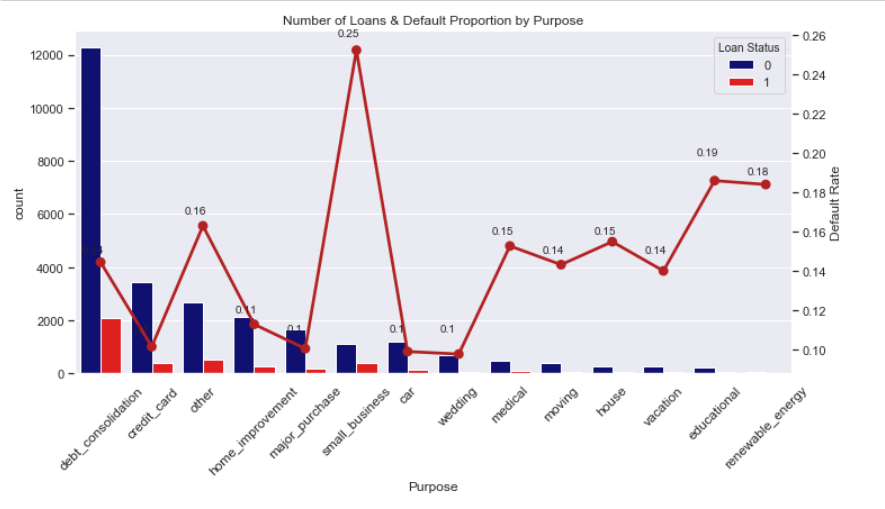 Number of Loans & Default Proportion by Purpose
count
12000
10000
8000
6000
4000
2000
0
0.26
0.24
0.22
0.20
0.18
0.16
0.14
0.12
0.10
Default Rate
Loan Status
0
1
0.14
0.16
0.11
0.1
0.25
0.1
0.1
0.15
0.14
0.15
0.14
0.19
0.18
debt_consolidation
credit_card
other
home_improvement
major_purchase
small_business
car
wedding
medical
moving
house
vacation
educational
renewable_energy
Purpose